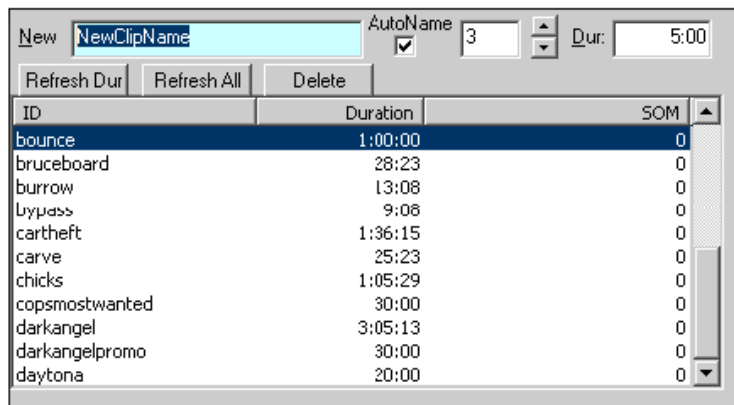 New NewClipName AutoName 3 Dur: 5:00
Refresh Dur Refresh All Delete
ID Duration SOM
bounce 1:00:00 0
bruceboard 28:23 0
burrow 13:08 0
bypass 9:08 0
cartheft 1:36:15 0
carve 25:23 0
chicks 1:05:29 0
copsmostwanted 30:00 0
darkangel 3:05:13 0
darkangelpromo 30:00 0
daytona 20:00 0